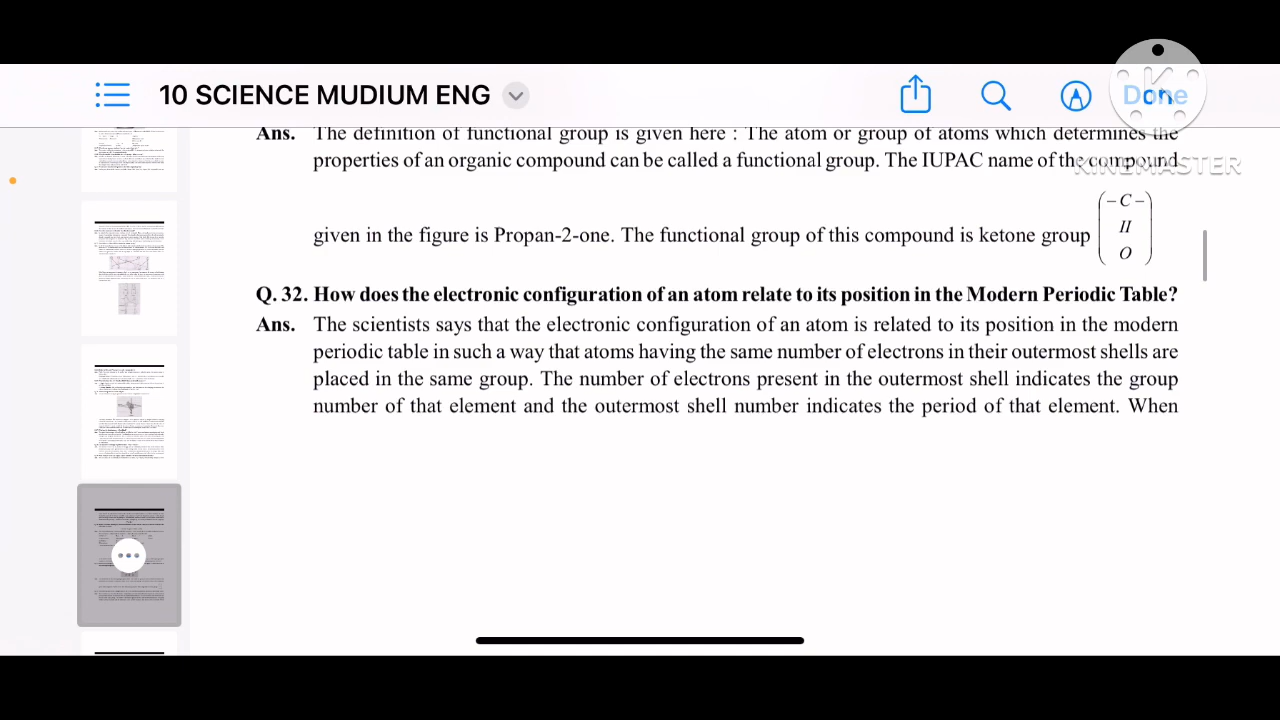 10 SCIENCE MUDIUM ENG
Done
KINEMASTER
Ans. The definition of functional group is given here : The atom or group of atoms which determines the
properties of an organic compound can be called a functional group. The IUPAC name of the compound
– C –
II
O
given in the figure is Propan-2-one. The functional group of this compound is ketone group
Q. 32. How does the electronic configuration of an atom relate to its position in the Modern Periodic Table?
Ans. The scientists says that the electronic configuration of an atom is related to its position in the modern
periodic table in such a way that atoms having the same number of electrons in their outermost shells are
placed in the same group. The number of electrons present in the outermost shell indicates the group
number of that element and the outermost shell number indicates the period of that element. When